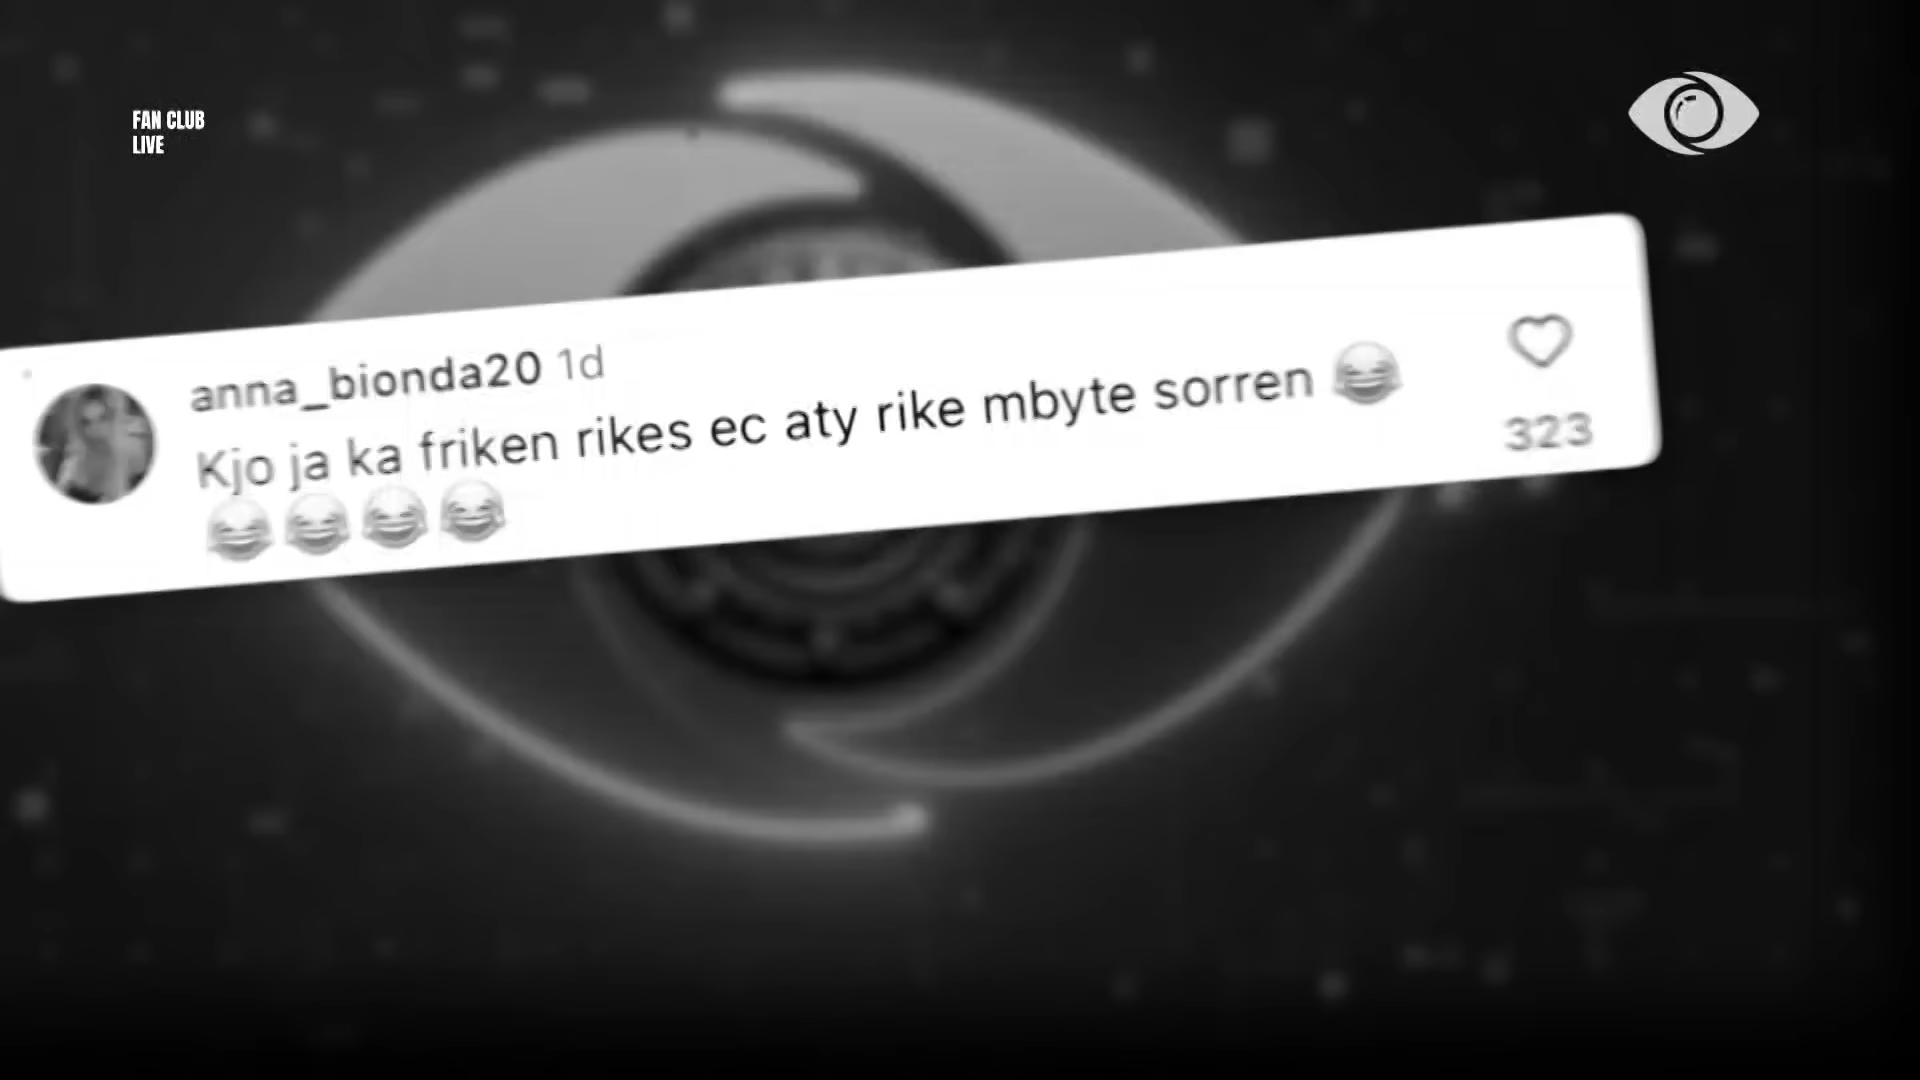 FAN CLUB
LIVE
anna_bionda20 1d
Kjo ja ka friken rikes ec aty rike mbyte sorren 😂
😂😂😂😂
323